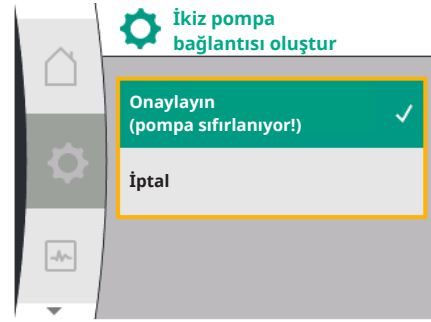 İkiz pompa
bağlantısı oluştur
Onaylayın
(pompa sıfırlanıyor!)
İptal